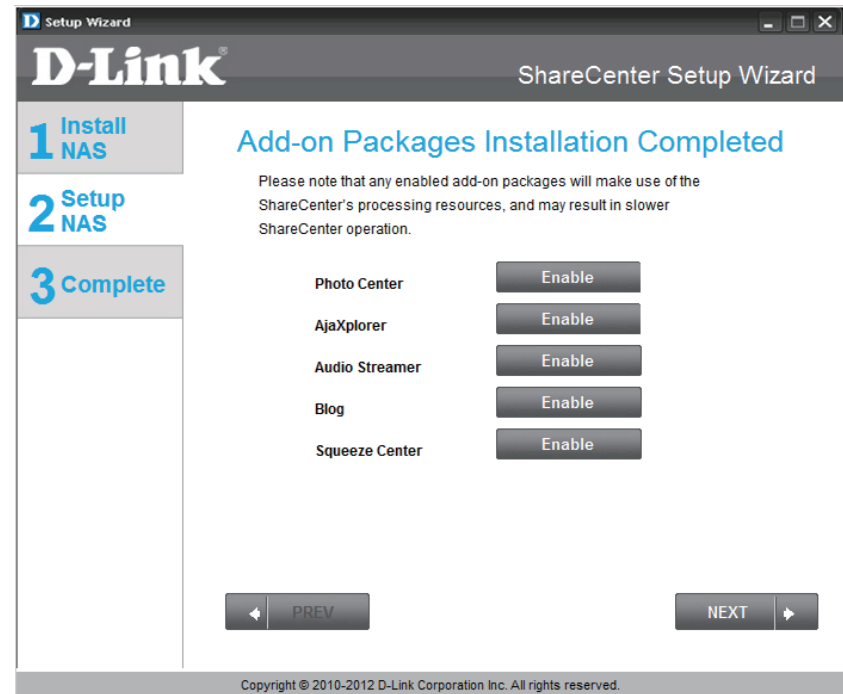 Setup Wizard
D-Link®
ShareCenter Setup Wizard
1 Install
NAS
2 Setup
NAS
3 Complete
Add-on Packages Installation Completed
Please note that any enabled add-on packages will make use of the
ShareCenter's processing resources, and may result in slower
ShareCenter operation.
Photo Center Enable
AjaXplorer Enable
Audio Streamer Enable
Blog Enable
Squeeze Center Enable
PREV
NEXT
Copyright © 2010-2012 D-Link Corporation Inc. All rights reserved.